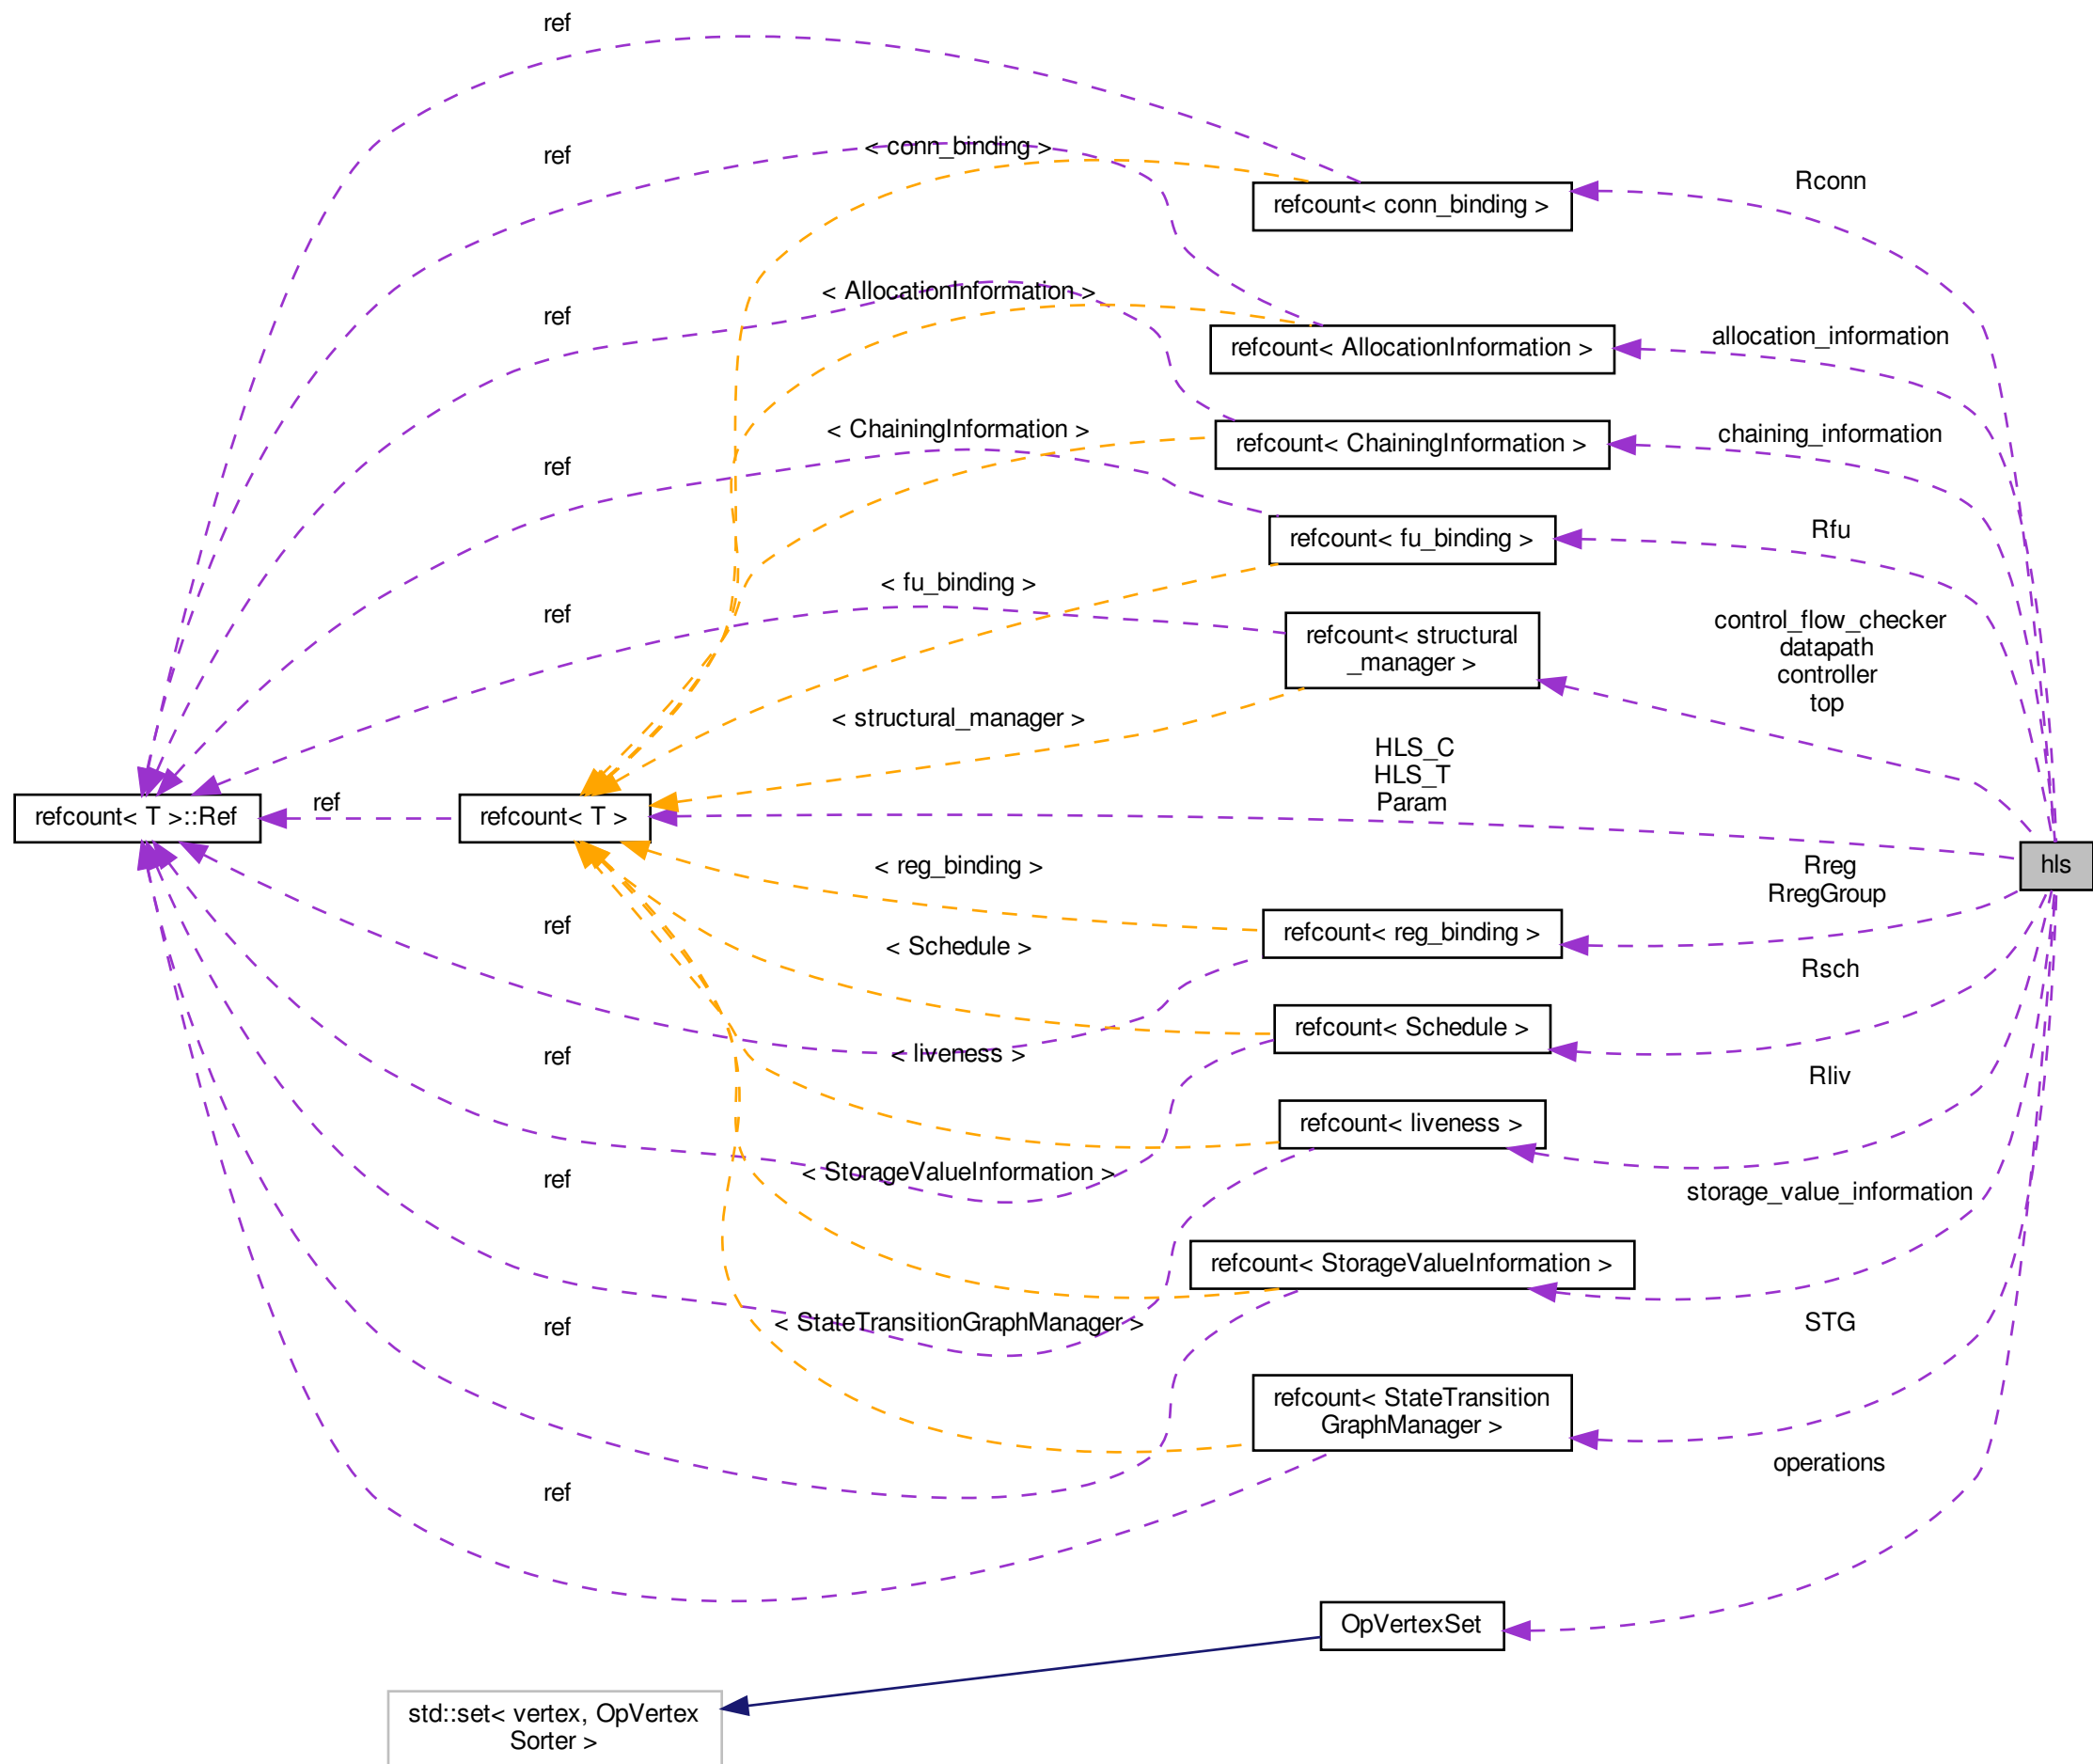 ref
ref
< conn_binding >
Rconn
refcount< conn_binding >
< AllocationInformation >
ref
allocation_information
refcount< AllocationInformation >
< ChainingInformation >
chaining_information
refcount< ChainingInformation >
ref
Rfu
refcount< fu_binding >
< fu_binding >
ref
control_flow_checker
datapath
controller
top
refcount< structural
_manager >
< structural_manager >
HLS_C
HLS_T
Param
ref
refcount< T >::Ref
refcount< T >
hls
< reg_binding >
Rreg
RregGroup
ref
refcount< reg_binding >
< Schedule >
Rsch
refcount< Schedule >
ref
< liveness >
Rliv
refcount< liveness >
ref
< StorageValueInformation >
storage_value_information
refcount< StorageValueInformation >
ref
< StateTransitionGraphManager >
STG
refcount< StateTransition
GraphManager >
operations
ref
OpVertexSet
std::set< vertex, OpVertex
Sorter >